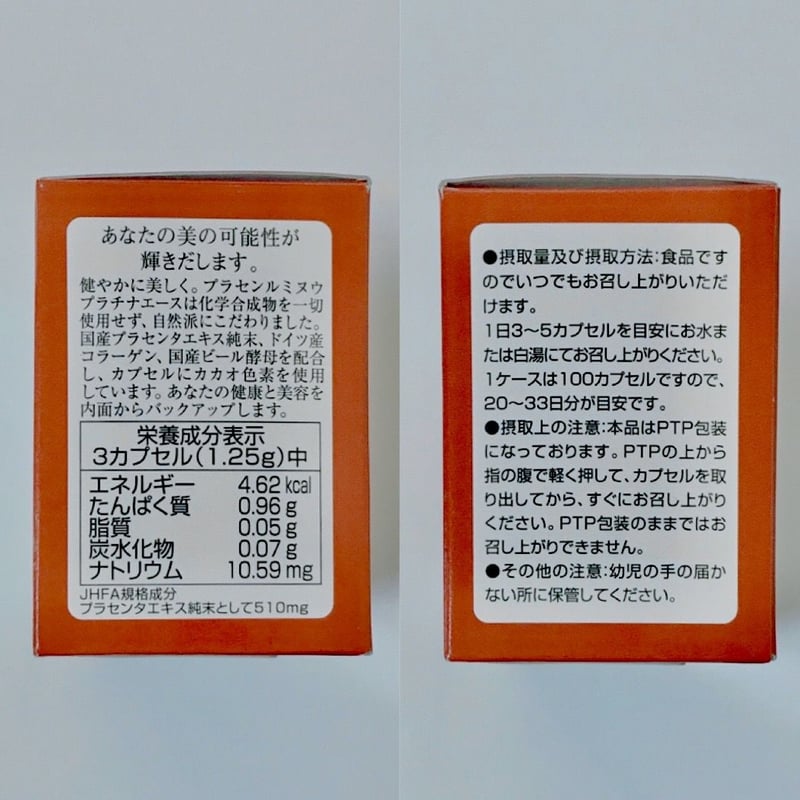 あなたの美の可能性が
輝きだします。
健やかに美しく。プラセンルミヌウ
プラチナエースは化学合成物を一切
使用せず、自然派にこだわりました。
国産プラセンタエキス純末、ドイツ産
コラーゲン、国産ビール酵母を配合
し、カプセルにカカオ色素を使用
しています。あなたの健康と美容を
内面からバックアップします。
栄養成分表示
3カプセル(1.25g)中
エネルギー 4.62kcal
たんぱく質 0.96g
脂質 0.05g
炭水化物 0.07g
ナトリウム 10.59mg
JHFA規格成分
プラセンタエキス純末として510mg
●摂取量及び摂取方法:食品です
のでいつでもお召し上がりいただ
けます。
1日3〜5カプセルを目安にお水ま
たは白湯にてお召し上がりください。
1ケースは100カプセルですので、
20〜33日分が目安です。
●摂取上の注意:本品はPTP包装
になっております。PTPの上から
指の腹で軽く押して、カプセルを取
り出してから、すぐにお召し上がり
ください。PTP包装のままではお
召し上がりできません。
●その他の注意:幼児の手の届か
ない所に保管してください。